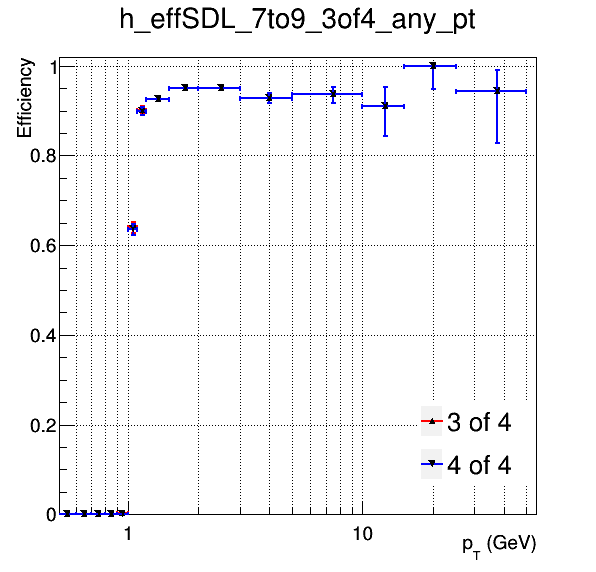 h_effSDL_7to9_3of4_any_pt
Efficiency
1
0.8
0.6
0.4
0.2
0
3 of 4
4 of 4
1
10
p_T (GeV)